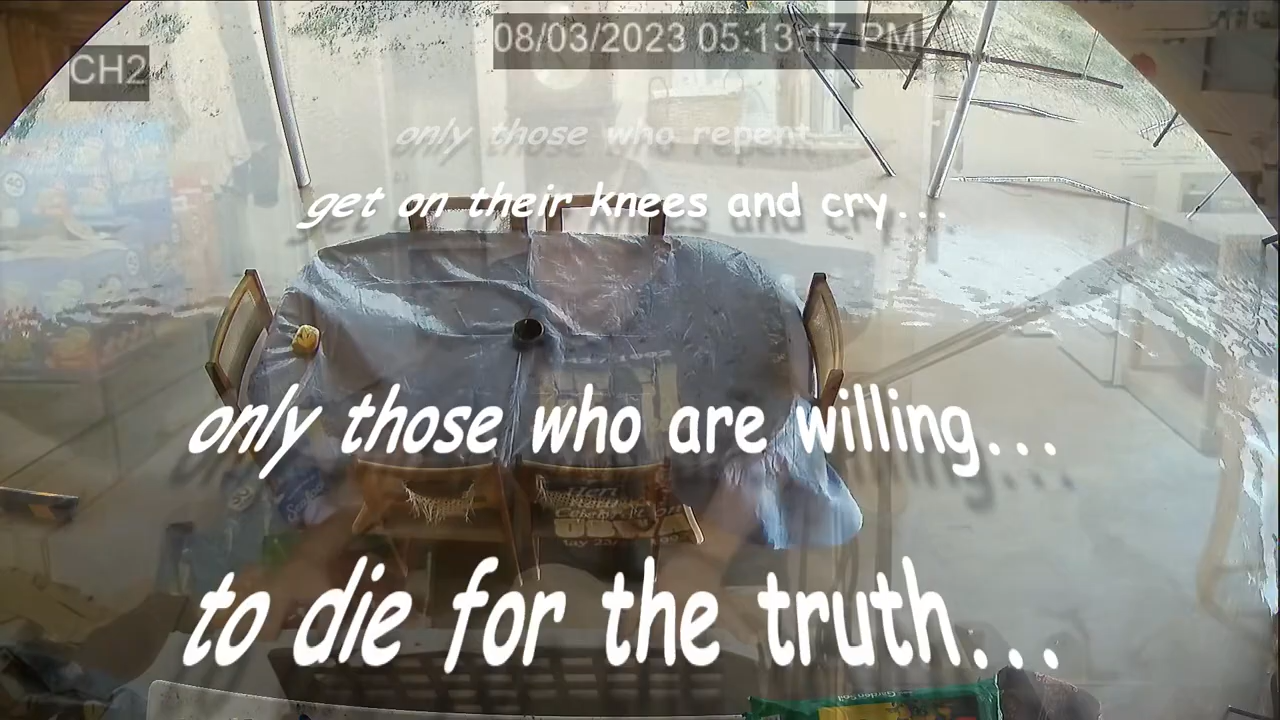 08/03/2023 05:13:17 PM
CH2
only those who repent
get on their knees and cry...
only those who are willing...
to die for the truth...